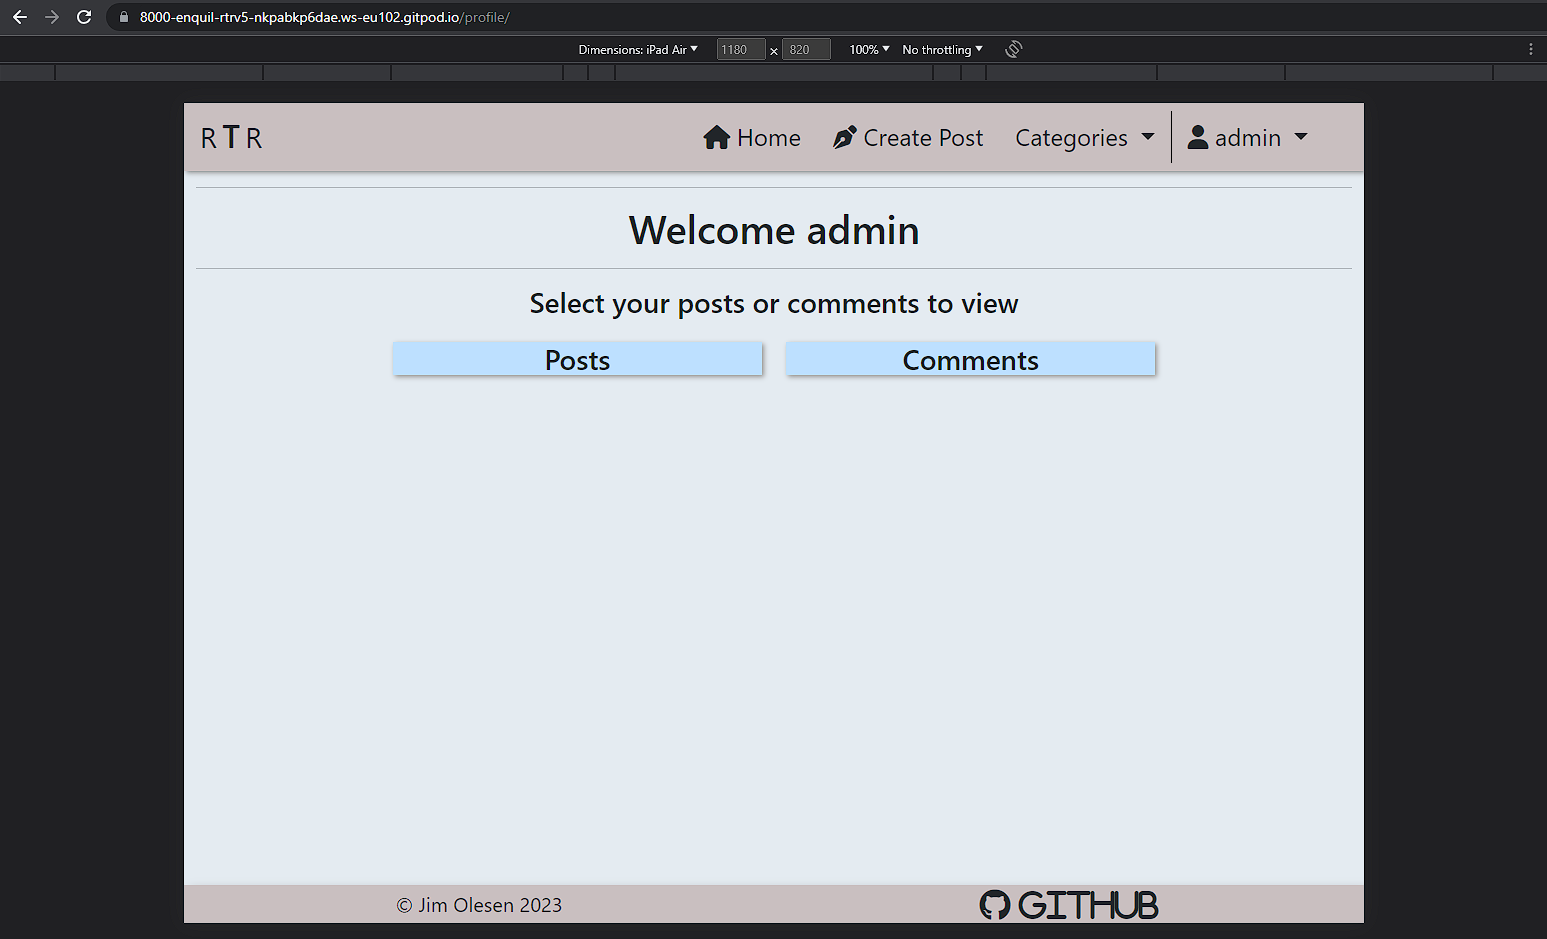 8000-enquil-rtrv5-nkpabkp6dae.ws-eu102.gitpod.io/profile/
Dimensions: iPad Air 1180 x 820 100% No throttling
RTR Home Create Post Categories admin
Welcome admin
Select your posts or comments to view
Posts Comments
© Jim Olesen 2023 GITHUB